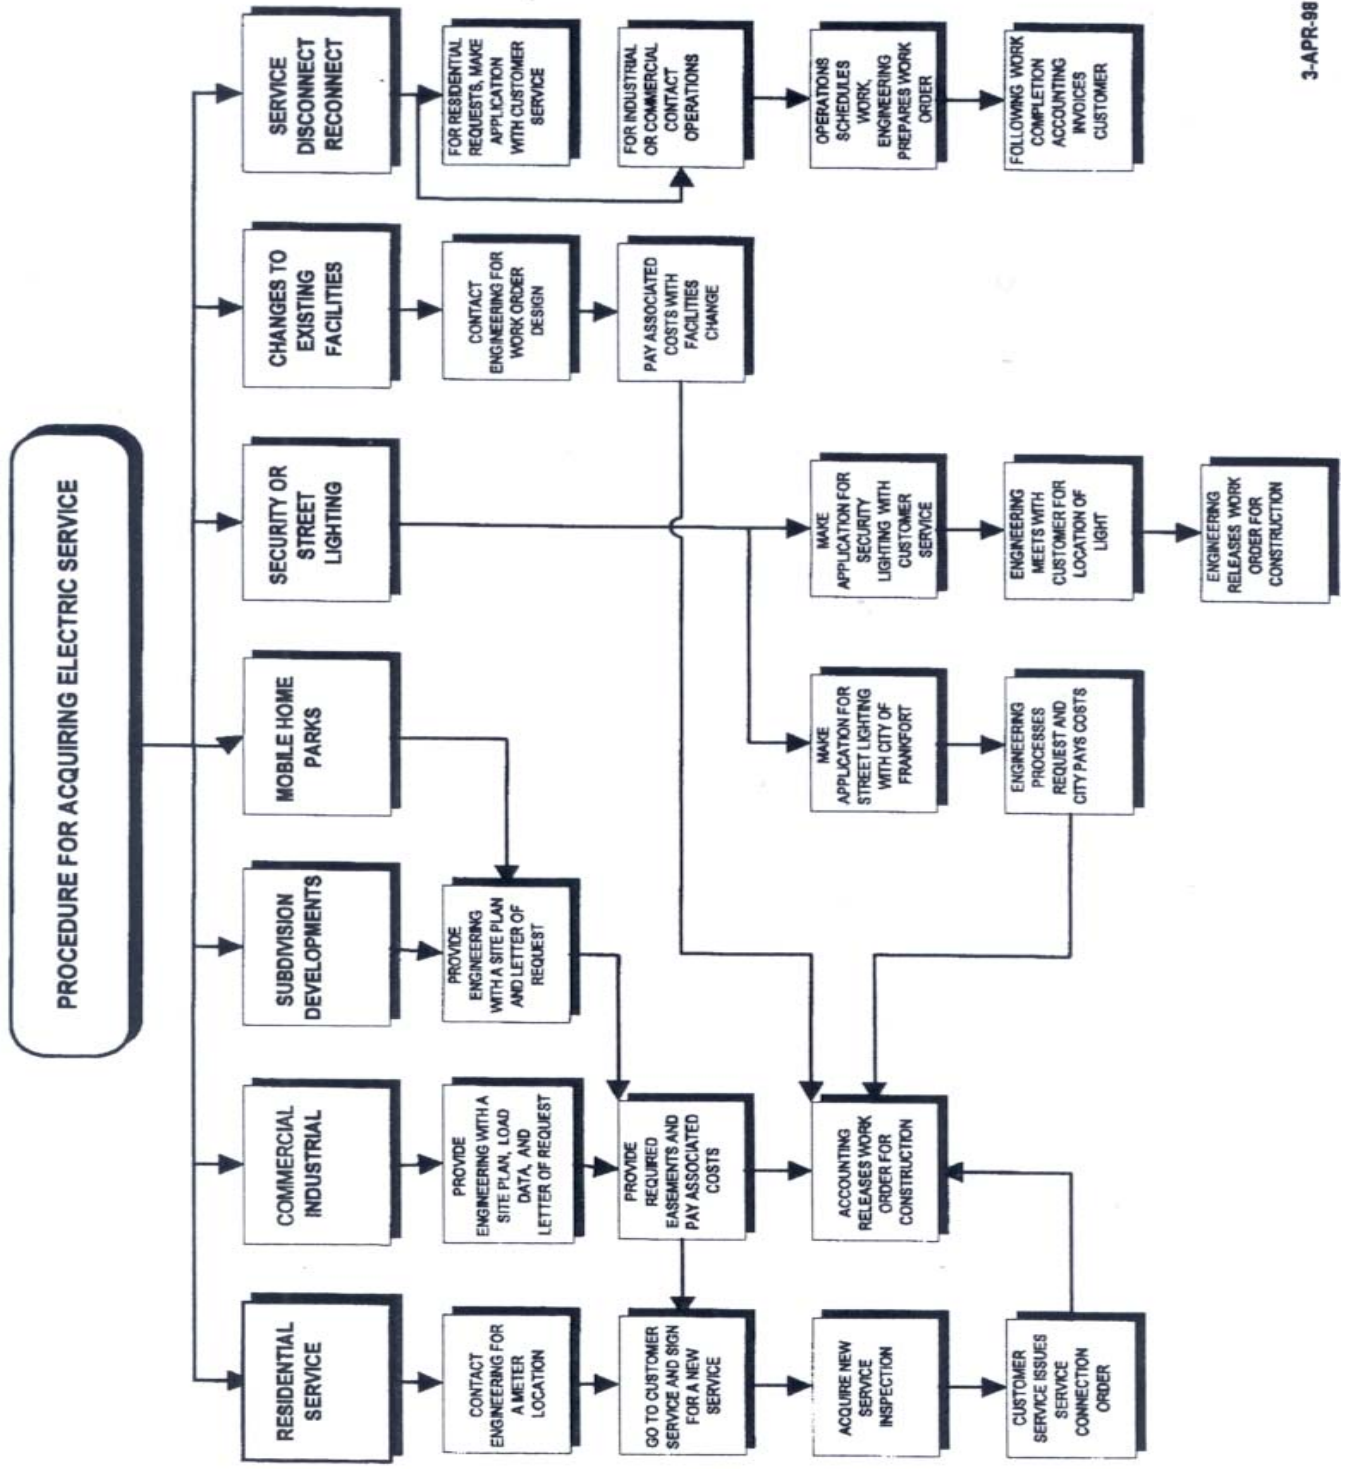 PROCEDURE FOR ACQUIRING ELECTRIC SERVICE
RESIDENTIAL
SERVICE
COMMERCIAL
INDUSTRIAL
SUBDIVISION
DEVELOPMENTS
MOBILE HOME
PARKS
SECURITY OR
STREET
LIGHTING
CHANGES TO
EXISTING
FACILITIES
SERVICE
DISCONNECT
RECONNECT
CONTACT
ENGINEERING FOR
A METER
LOCATION
PROVIDE
ENGINEERING WITH A
SITE PLAN, LOAD
DATA, AND
LETTER OF REQUEST
PROVIDE
ENGINEERING
WITH A SITE PLAN
AND LETTER OF
REQUEST
CONTACT
ENGINEERING FOR
WORK ORDER
DESIGN
FOR RESIDENTIAL
REQUESTS, MAKE
APPLICATION
WITH CUSTOMER
SERVICE
GO TO CUSTOMER
SERVICE AND SIGN
FOR A NEW
SERVICE
PROVIDE
REQUIRED
EASEMENTS AND
PAY ASSOCIATED
COSTS
PAY ASSOCIATED
COSTS WITH
FACILITIES
CHANGE
FOR INDUSTRIAL
OR COMMERCIAL
CONTACT
OPERATIONS
ACQUIRE NEW
SERVICE
INSPECTION
ACCOUNTING
RELEASES WORK
ORDER FOR
CONSTRUCTION
MAKE
APPLICATION FOR
STREET LIGHTING
WITH CITY OF
FRANKFORT
MAKE
APPLICATION FOR
SECURITY
LIGHTING WITH
CUSTOMER
SERVICE
OPERATIONS
SCHEDULES
WORK,
ENGINEERING
PREPARES WORK
ORDER
CUSTOMER
SERVICE ISSUES
SERVICE
CONNECTION
ORDER
ENGINEERING
PROCESSES
REQUEST AND
CITY PAYS COSTS
ENGINEERING
MEETS WITH
CUSTOMER FOR
LOCATION OF
LIGHT
FOLLOWING WORK
COMPLETION
ACCOUNTING
INVOICES
CUSTOMER
ENGINEERING
RELEASES WORK
ORDER FOR
CONSTRUCTION
3-APR-98